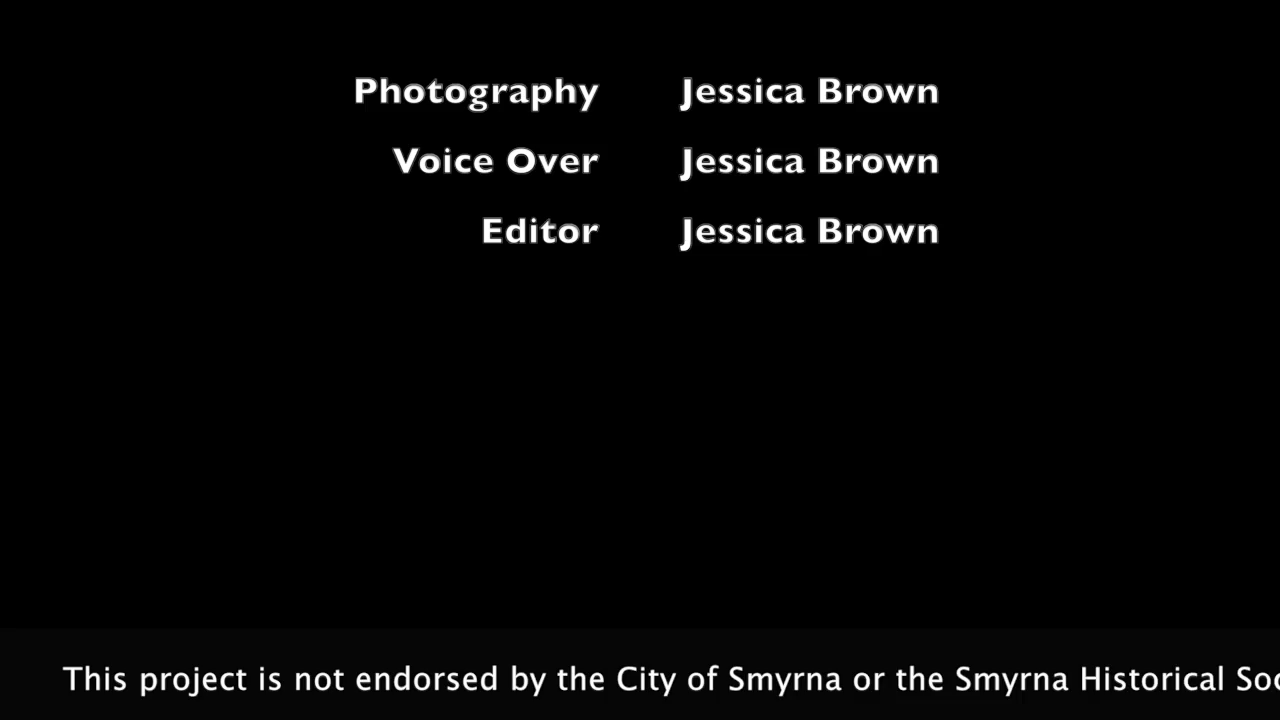 Photography Jessica Brown
Voice Over Jessica Brown
Editor Jessica Brown
This project is not endorsed by the City of Smyrna or the Smyrna Historical